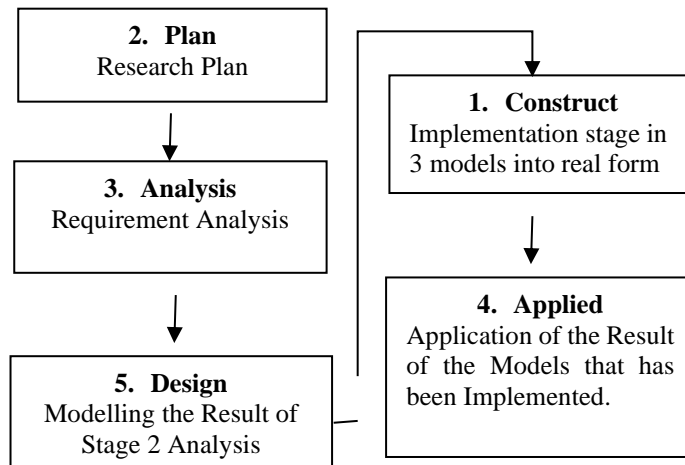 2. Plan
Research Plan
3. Analysis
Requirement Analysis
5. Design
Modelling the Result of
Stage 2 Analysis
1. Construct
Implementation stage in
3 models into real form
4. Applied
Application of the Result
of the Models that has
been Implemented.